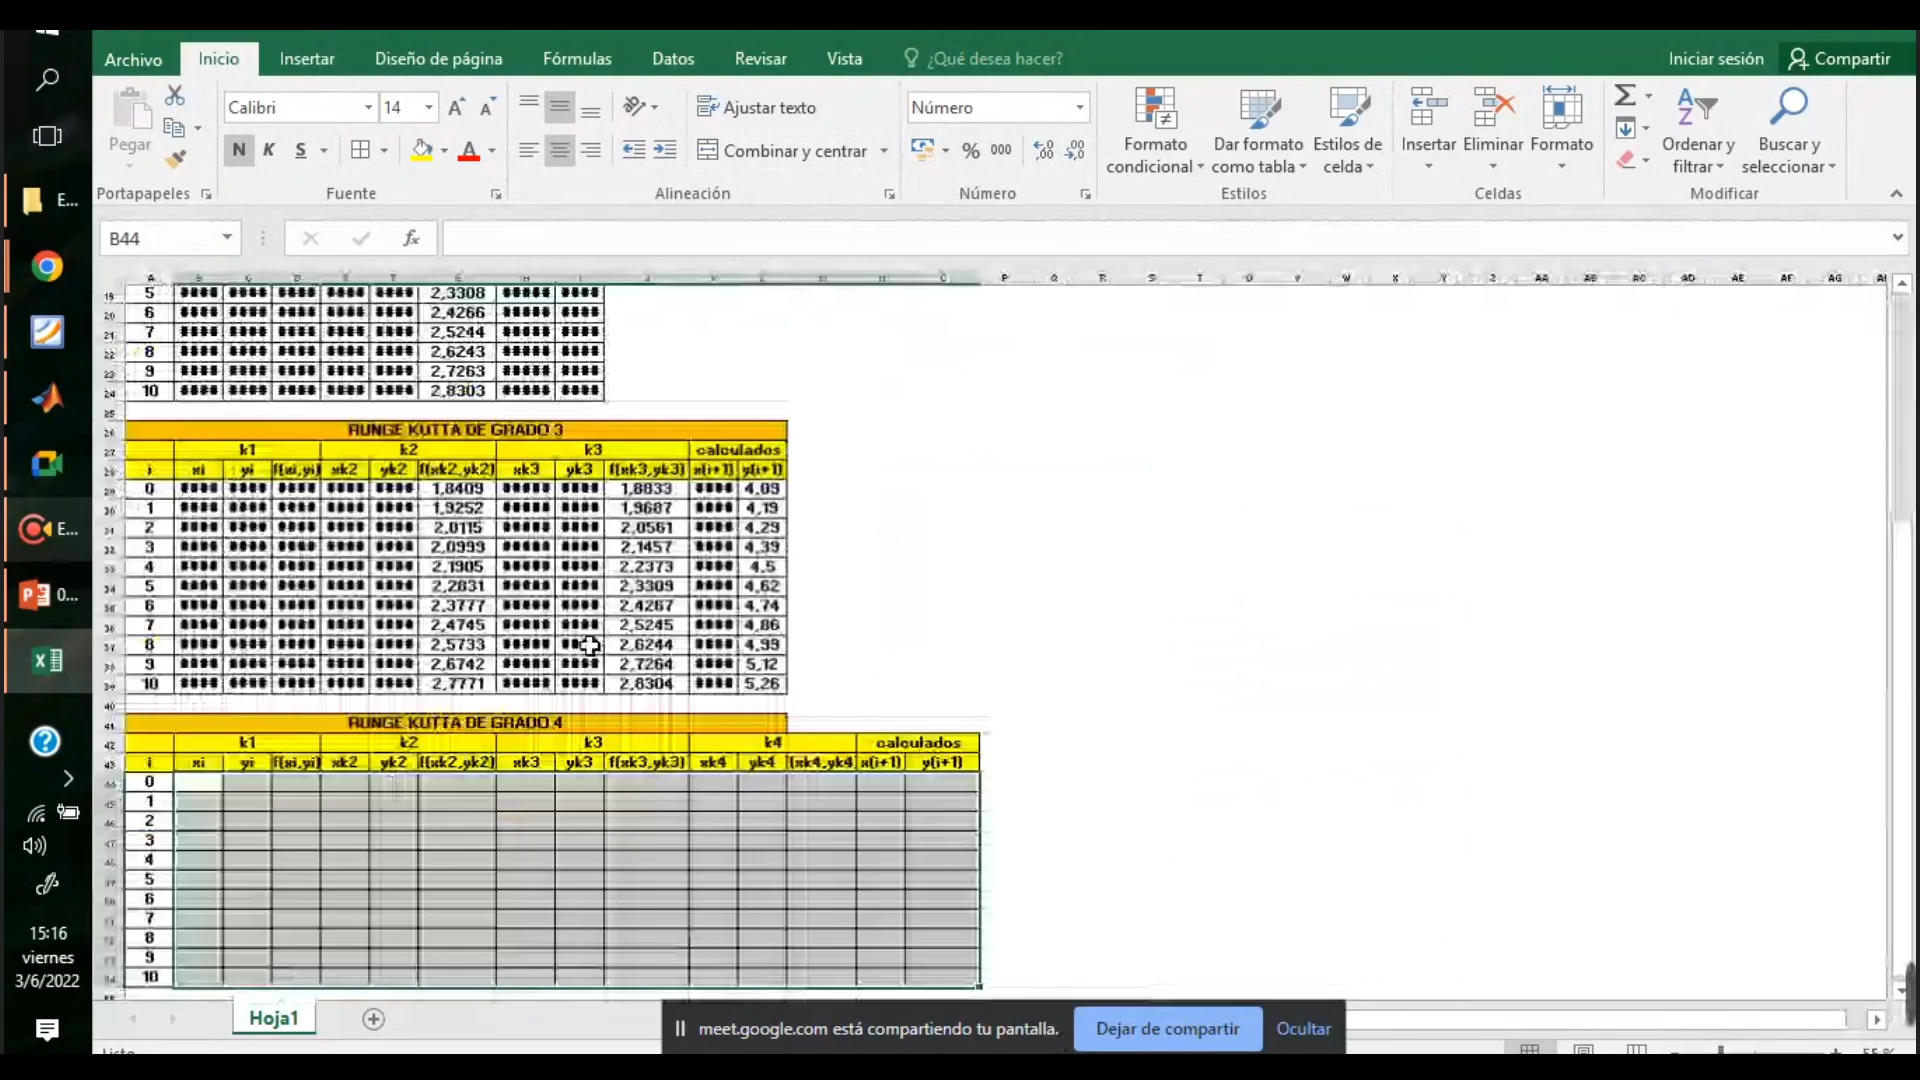 Archivo Inicio Insertar Diseño de página Fórmulas Datos Revisar Vista ¿Qué desea hacer? Iniciar sesión Compartir
Pegar Calibri 14 Ajustar texto Número
N K S Combinar y centrar % 000
Formato condicional Dar formato como tabla Estilos de celda Insertar Eliminar Formato Ordenar y filtrar Buscar y seleccionar
Portapapeles Fuente Alineación Número Estilos Celdas Modificar
B44 fx
5 #### #### #### #### #### 2,3308 ##### ####
6 #### #### #### #### #### 2,4266 ##### ####
7 #### #### #### #### #### 2,5244 ##### ####
8 #### #### #### #### #### 2,6243 ##### ####
9 #### #### #### #### #### 2,7263 ##### ####
10 #### #### #### #### #### 2,8303 ##### ####
RUNGE KUTTA DE GRADO 3
k1 k2 k3 calculados
i xi yi f(xi,yi) xk2 yk2 f(xk2,yk2) xk3 yk3 f(xk3,yk3) x(i+1) y(i+1)
0 #### #### #### #### #### 1,8409 ##### #### 1,8833 #### 4,09
1 #### #### #### #### #### 1,9252 ##### #### 1,9687 #### 4,19
2 #### #### #### #### #### 2,0115 ##### #### 2,0561 #### 4,29
3 #### #### #### #### #### 2,0999 ##### #### 2,1457 #### 4,39
4 #### #### #### #### #### 2,1905 ##### #### 2,2373 #### 4,5
5 #### #### #### #### #### 2,2831 ##### #### 2,3309 #### 4,62
6 #### #### #### #### #### 2,3777 ##### #### 2,4267 #### 4,74
7 #### #### #### #### #### 2,4745 ##### #### 2,5245 #### 4,86
8 #### #### #### #### #### 2,5733 ##### 2,6244 #### 4,99
9 #### #### #### #### #### 2,6742 ##### #### 2,7264 #### 5,12
10 #### #### #### #### #### 2,7771 ##### #### 2,8304 #### 5,26
RUNGE KUTTA DE GRADO 4
k1 k2 k3 k4 calculados
i xi yi f(xi,yi) xk2 yk2 f(xk2,yk2) xk3 yk3 f(xk3,yk3) xk4 yk4 f(xk4,yk4) x(i+1) y(i+1)
0
1
2
3
4
5
6
7
8
9
10
Hoja1
meet.google.com está compartiendo tu pantalla. Dejar de compartir Ocultar
E...
E...
0...
15:16
viernes
3/6/2022